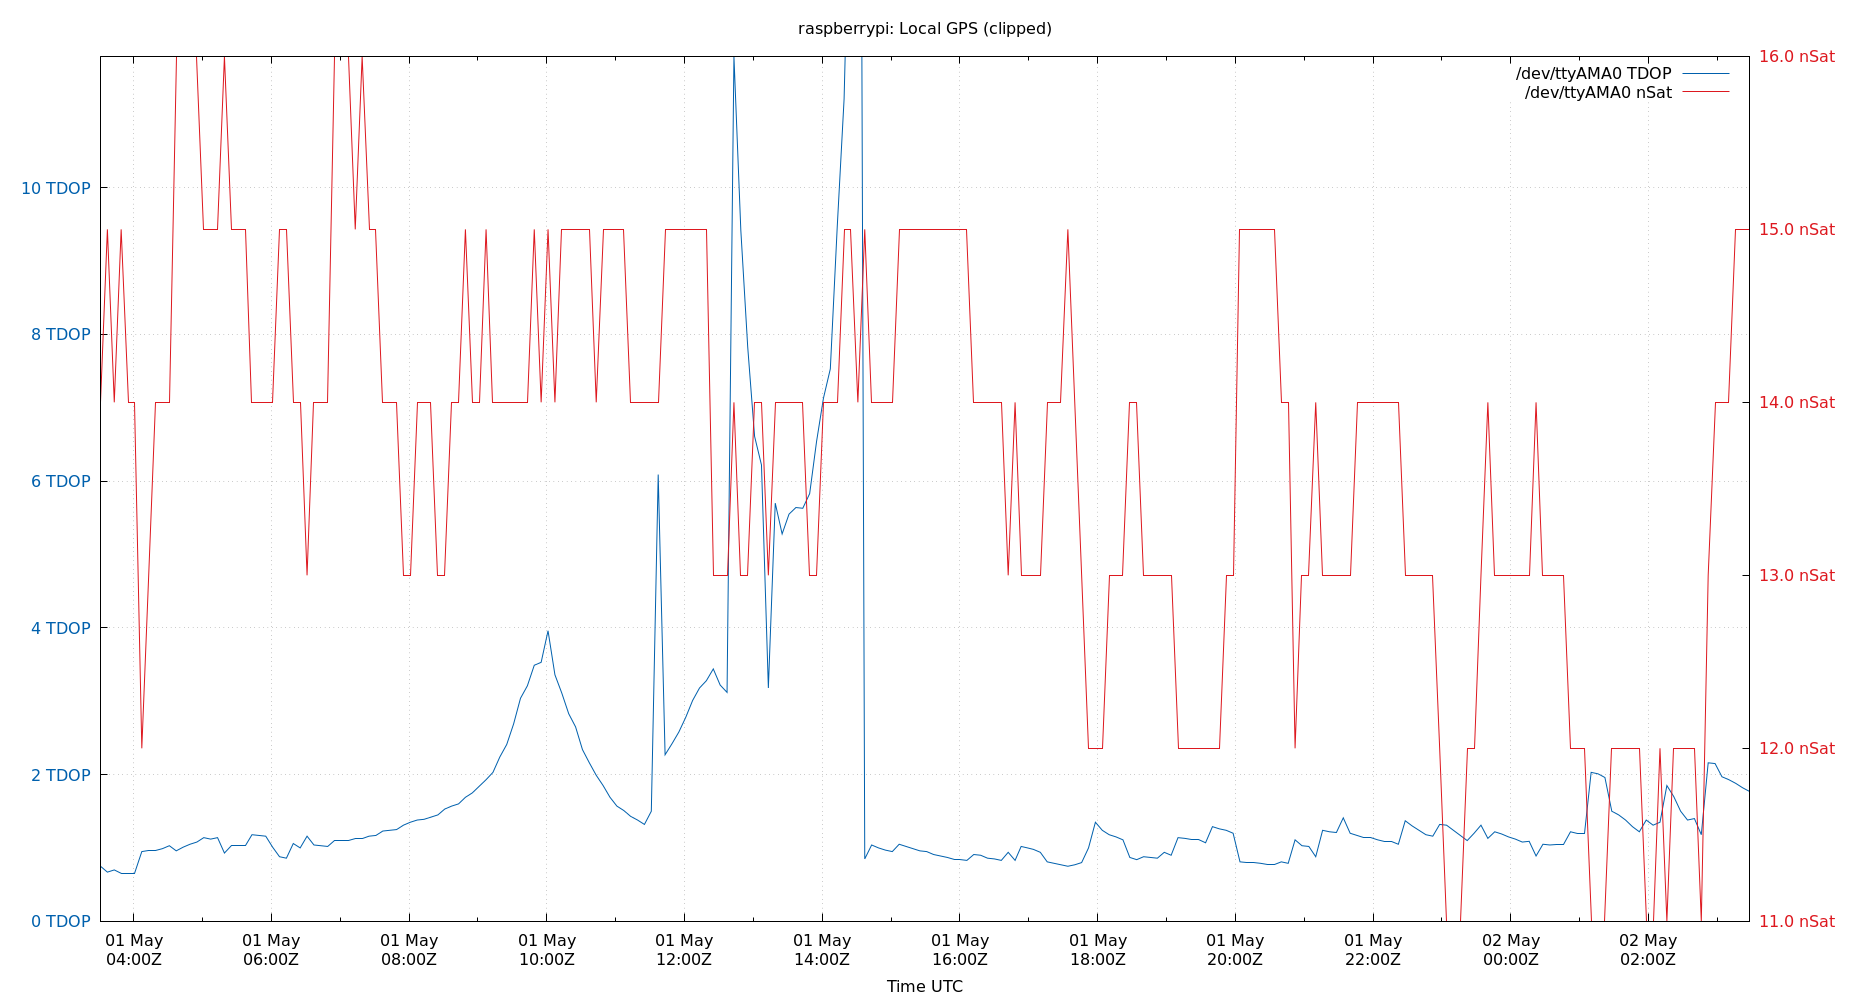 raspberrypi: Local GPS (clipped)
/dev/ttyAMA0 TDOP
/dev/ttyAMA0 nSat
10 TDOP
8 TDOP
6 TDOP
4 TDOP
2 TDOP
0 TDOP
16.0 nSat
15.0 nSat
14.0 nSat
13.0 nSat
12.0 nSat
11.0 nSat
01 May 01 May 01 May 01 May 01 May 01 May 01 May 01 May 01 May 01 May 02 May 02 May
04:00Z 06:00Z 08:00Z 10:00Z 12:00Z 14:00Z 16:00Z 18:00Z 20:00Z 22:00Z 00:00Z 02:00Z
Time UTC